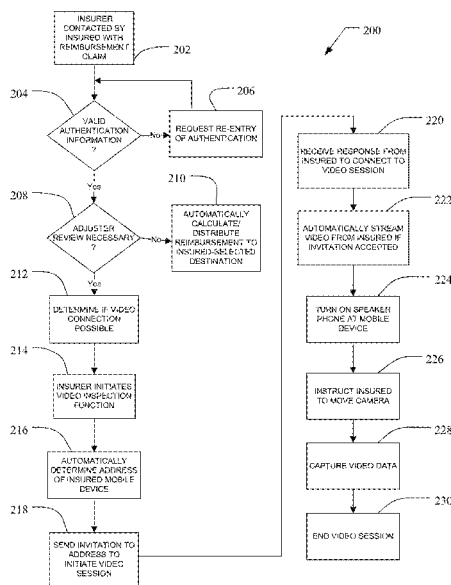 200
INSURER
CONTACTED BY
INSURED WITH
REIMBURSEMENT
CLAIM
202
204
VALID
AUTHENTICATION
INFORMATION
?
No
206
REQUEST RE-ENTRY
OF AUTHENTICATION
Yes
208
ADJUSTER
REVIEW NECESSARY
?
No
210
AUTOMATICALLY
CALCULATE/
DISTRIBUTE
REIMBURSEMENT TO
INSURED-SELECTED
DESTINATION
Yes
212
DETERMINE IF VIDEO
CONNECTION
POSSIBLE
214
INSURER INITIATES
VIDEO INSPECTION
FUNCTION
216
AUTOMATICALLY
DETERMINE ADDRESS
OF INSURED MOBILE
DEVICE
218
SEND INVITATION TO
ADDRESS TO
INITIATE VIDEO
SESSION
220
RECEIVE RESPONSE FROM
INSURED TO CONNECT TO
VIDEO SESSION
222
AUTOMATICALLY STREAM
VIDEO FROM INSURED IF
INVITATION ACCEPTED
224
TURN ON SPEAKER
PHONE AT MOBILE
DEVICE
226
INSTRUCT INSURED
TO MOVE CAMERA
228
CAPTURE VIDEO DATA
230
END VIDEO SESSION